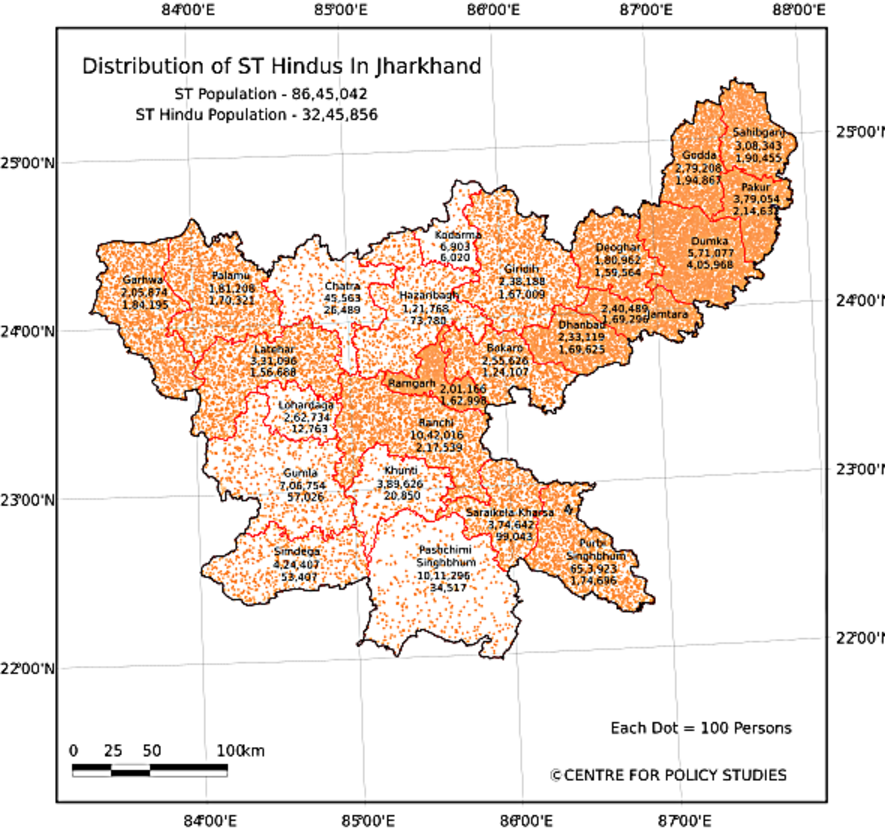 84°00'E 85°00'E 86°00'E 87°00'E 88°00'E
Distribution of ST Hindus In Jharkhand
ST Population - 86,45,042
ST Hindu Population - 32,45,856
25°00'N
25°00'N
Sahibganj
3,08,343
1,90,455
Godda
2,79,208
1,94,867
Pakur
3,79,054
Dumka
5,71,077
4,05,968
Kodarma
6,903
6,020
Deoghar
1,80,962
1,59,564
Giridih
2,38,188
1,67,009
Garhwa
2,05,874
1,84,195
Palamu
1,81,208
1,70,321
Chatra
45,563
26,489
Hazaribagh
1,21,768
73,780
24°00'N
24°00'N
2,40,489
1,69,296
Jamtara
Dhanbad
2,33,119
1,69,625
Bokaro
2,55,626
1,24,107
Latehar
3,31,096
1,56,688
Ramgarh
2,01,166
1,62,998
Lohardaga
2,62,734
12,763
Ranchi
10,42,016
2,17,539
23°00'N
23°00'N
Gumla
7,06,754
57,026
Khunti
3,89,626
20,850
Saraikela Kharsa
3,74,642
99,043
Purbi
Singhbhum
65,3,923
1,74,696
Simdega
4,24,407
53,407
Pashchimi
Singhbhum
10,11,296
34,517
22°00'N
22°00'N
Each Dot = 100 Persons
0 25 50 100km
©CENTRE FOR POLICY STUDIES
84°00'E 85°00'E 86°00'E 87°00'E